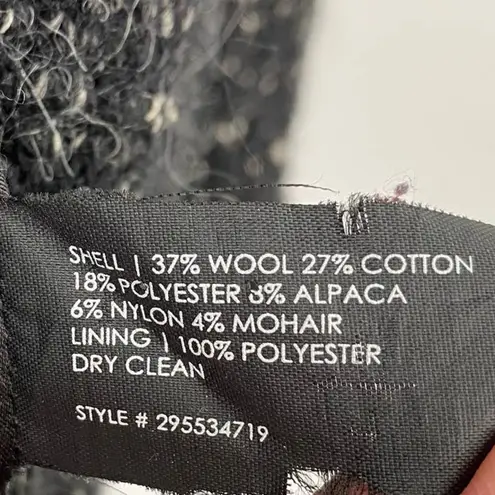 SHELL | 37% WOOL 27% COTTON
18% POLYESTER 8% ALPACA
6% NYLON 4% MOHAIR
LINING | 100% POLYESTER
DRY CLEAN
STYLE # 295534719